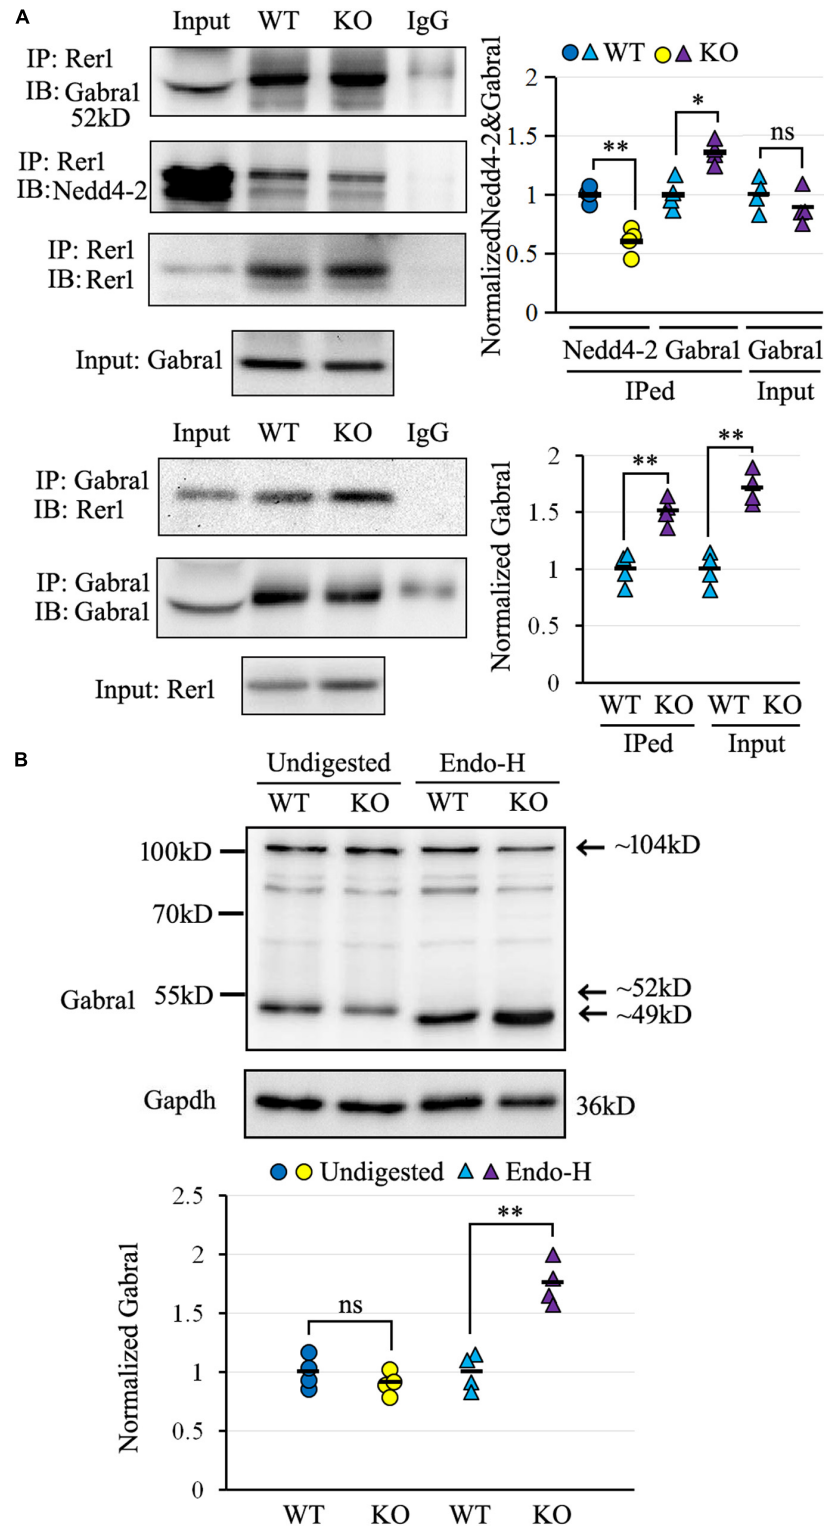 A
Input WT KO IgG
IP: Rer1
IB: Gabra1
52kD
IP: Rer1
IB: Nedd4-2
IP: Rer1
IB: Rer1
Input: Gabra1
WT KO
NormalizedNedd4-2&Gabra1
2
1.5
1
0.5
0
** * ns
Nedd4-2 Gabra1 Gabra1
IPed Input
Input WT KO IgG
IP: Gabra1
IB: Rer1
IP: Gabra1
IB: Gabra1
Input: Rer1
Normalized Gabra1
2
1.5
1
0.5
0
** **
WT KO WT KO
IPed Input
B
Undigested Endo-H
WT KO WT KO
100kD
70kD
55kD
Gabra1
~104kD
~52kD
~49kD
Gapdh
36kD
Undigested Endo-H
Normalized Gabra1
2.5
2
1.5
1
0.5
0
ns **
WT KO WT KO